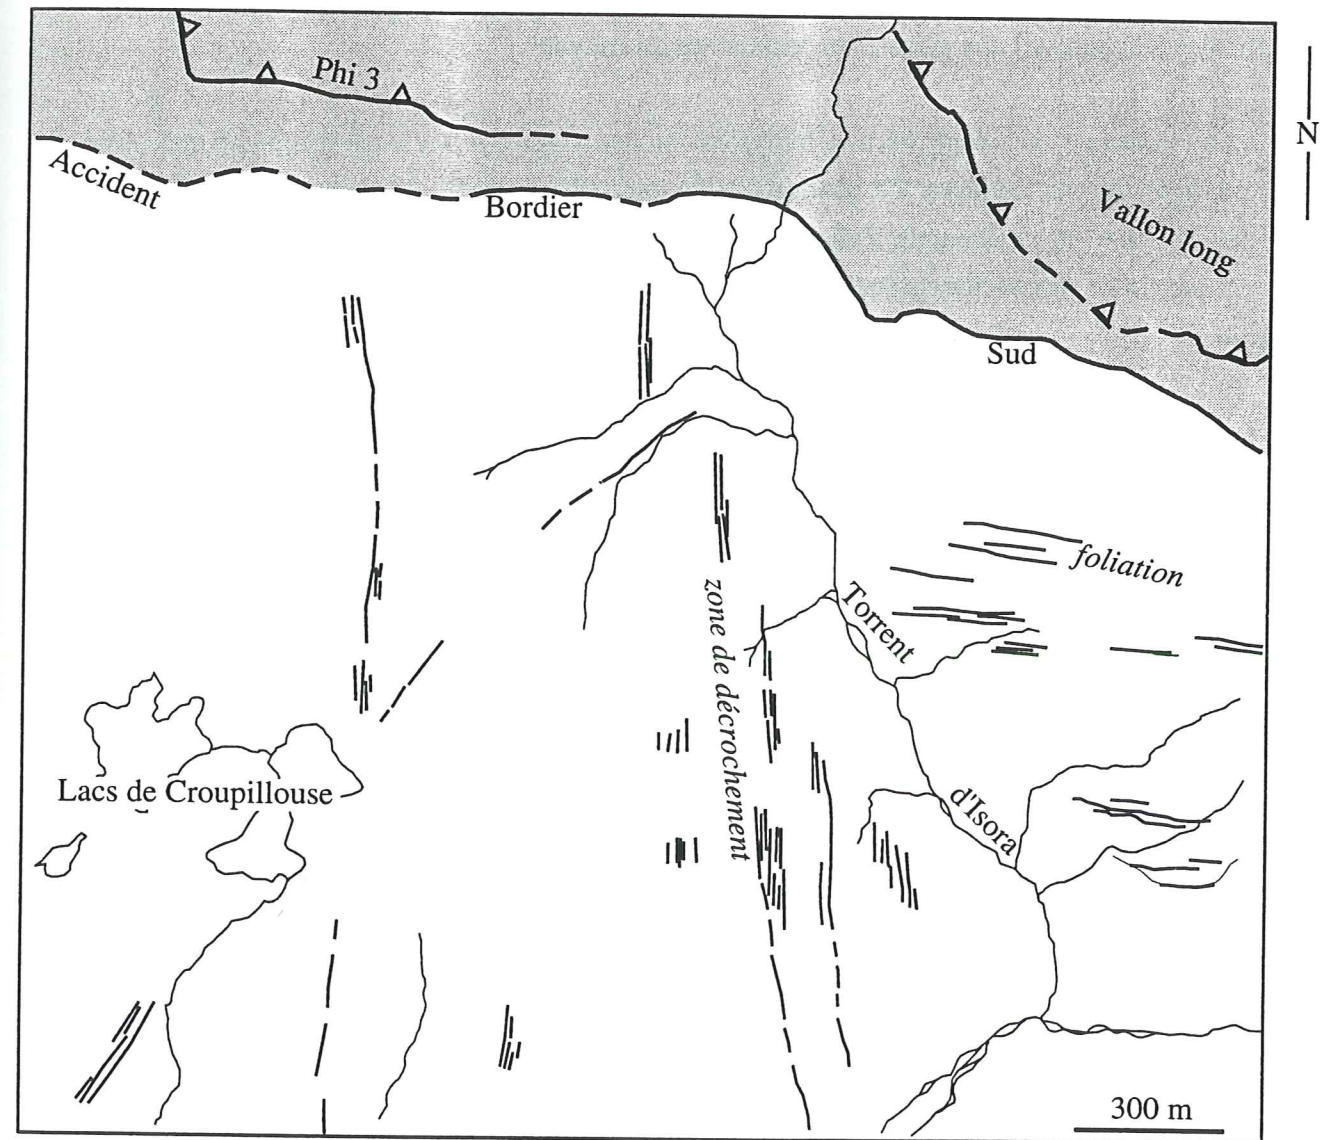 Phi 3
N
Accident
Bordier
Vallon long
Sud
foliation
zone de décrochement
Torrent
d'Isora
Lacs de Croupillouse
300 m